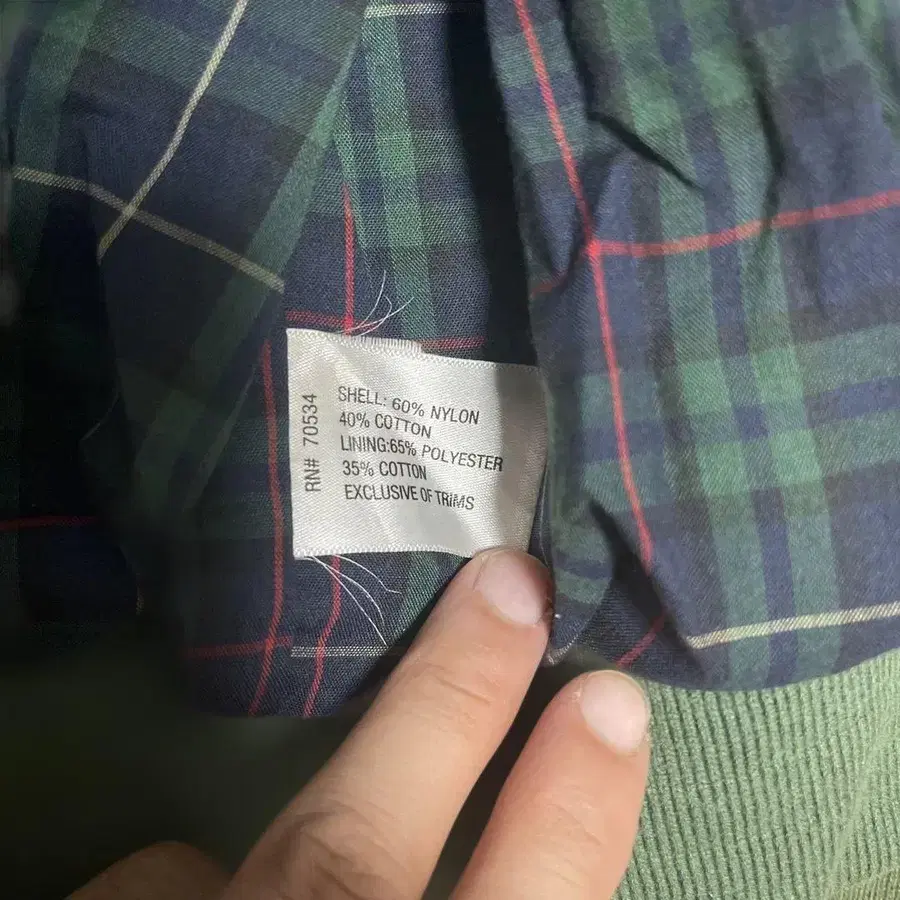 RN# 70534
SHELL: 60% NYLON
40% COTTON
LINING:65% POLYESTER
35% COTTON
EXCLUSIVE OF TRIMS